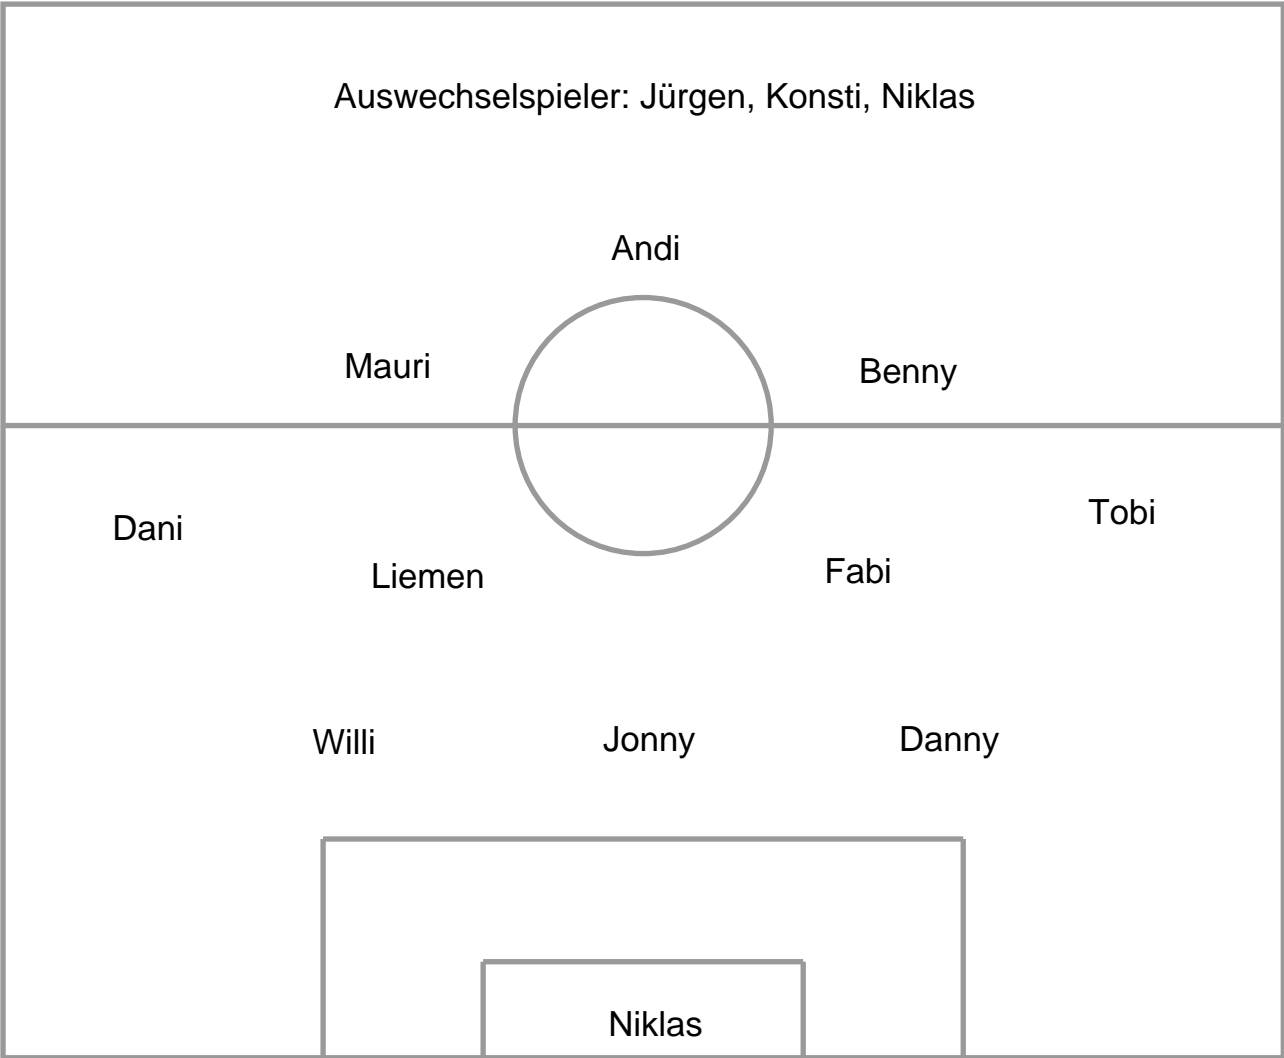 Auswechselspieler: Jürgen, Konsti, Niklas
Andi
Mauri
Benny
Dani
Tobi
Liemen
Fabi
Willi
Jonny
Danny
Niklas